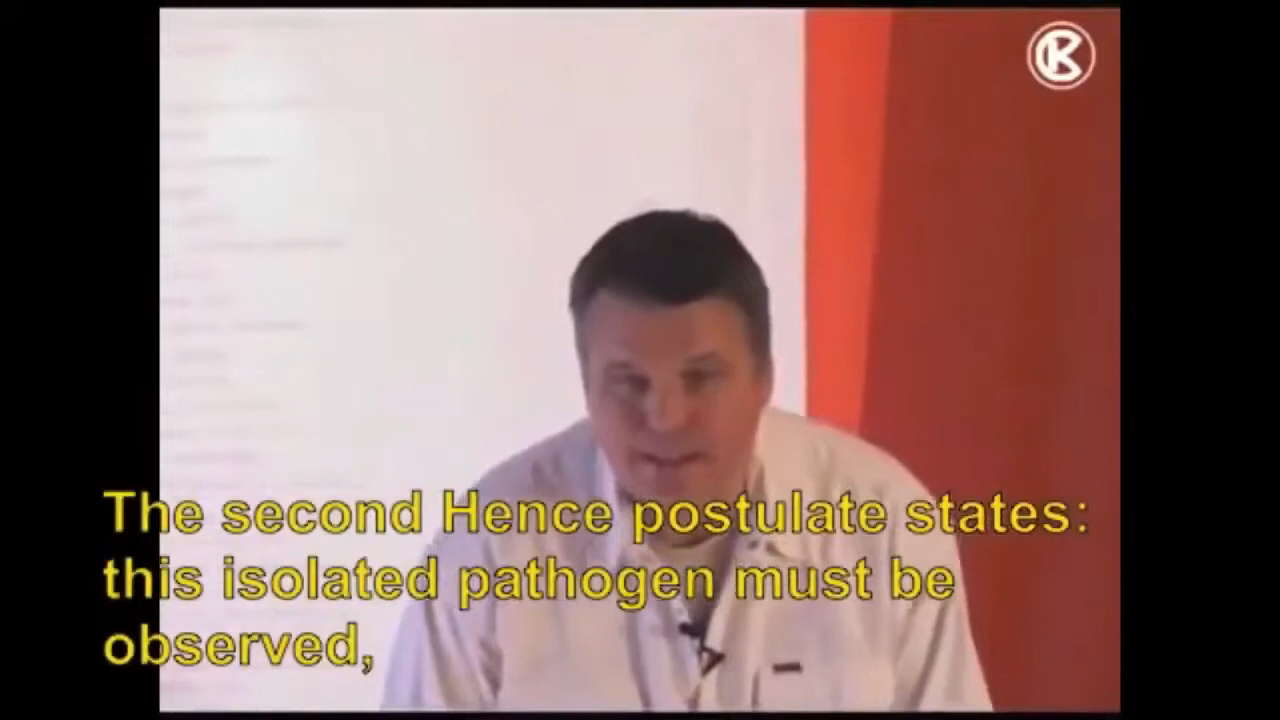 The second Hence postulate states:
this isolated pathogen must be
observed,